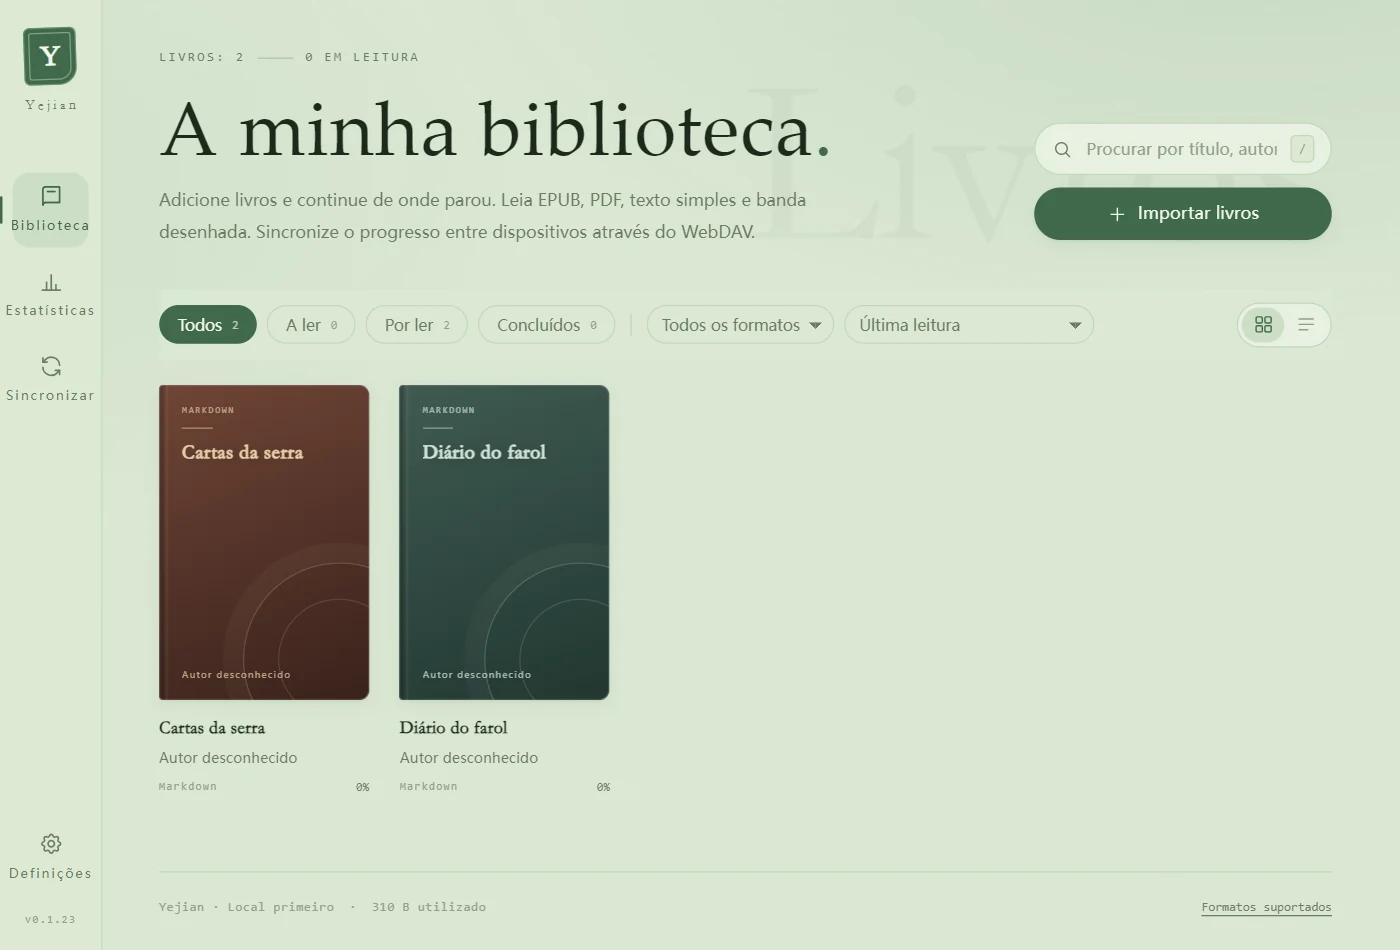 Y
Yejian
Biblioteca
Estatísticas
Sincronizar
Definições
v0.1.23
LIVROS: 2 0 EM LEITURA
Livros
A minha biblioteca.
Adicione livros e continue de onde parou. Leia EPUB, PDF, texto simples e banda
desenhada. Sincronize o progresso entre dispositivos através do WebDAV.
Procurar por título, autor /
+ Importar livros
Todos 2 A ler 0 Por ler 2 Concluídos 0 Todos os formatos Última leitura
MARKDOWN
Cartas da serra
Autor desconhecido
Cartas da serra
Autor desconhecido
Markdown 0%
MARKDOWN
Diário do farol
Autor desconhecido
Diário do farol
Autor desconhecido
Markdown 0%
Yejian · Local primeiro · 310 B utilizado
Formatos suportados